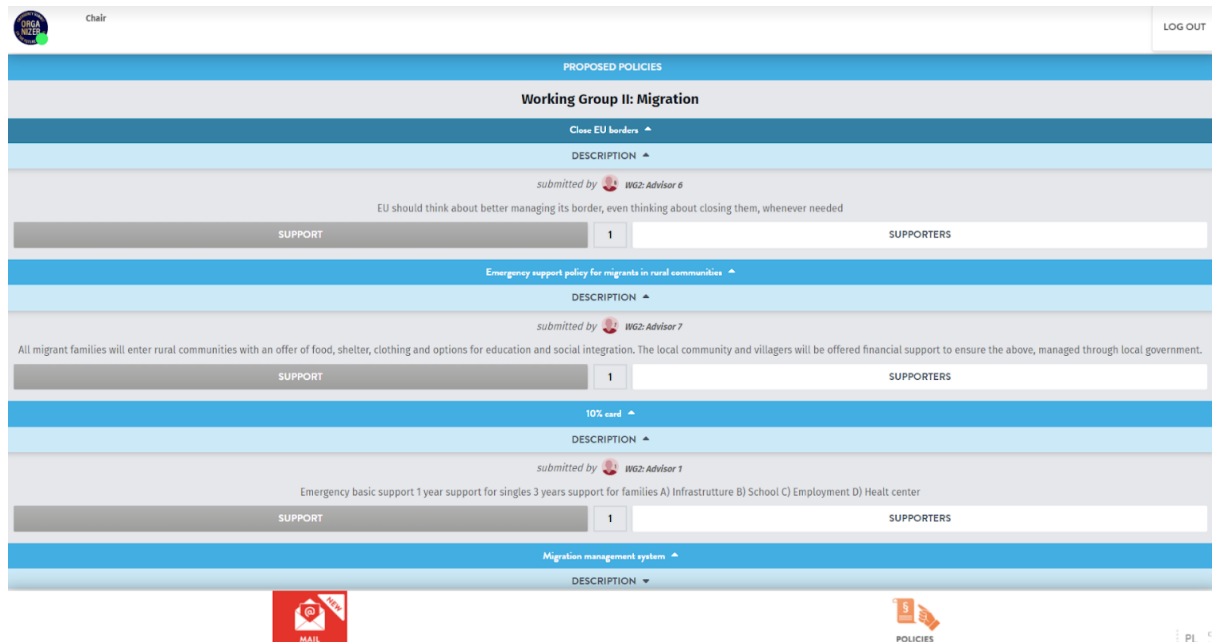 ORGA
NIZER
Chair
LOG OUT
PROPOSED POLICIES
Working Group II: Migration
Close EU borders
DESCRIPTION
submitted by WG2: Advisor 6
EU should think about better managing its border, even thinking about closing them, whenever needed
SUPPORT 1 SUPPORTERS
Emergency support policy for migrants in rural communities
DESCRIPTION
submitted by WG2: Advisor 7
All migrant families will enter rural communities with an offer of food, shelter, clothing and options for education and social integration. The local community and villagers will be offered financial support to ensure the above, managed through local government.
SUPPORT 1 SUPPORTERS
10% card
DESCRIPTION
submitted by WG2: Advisor 1
Emergency basic support 1 year support for singles 3 years support for families A) Infrastrutture B) School C) Employment D) Healt center
SUPPORT 1 SUPPORTERS
Migration management system
DESCRIPTION
@ NEW
MAIL
§
POLICIES
PL